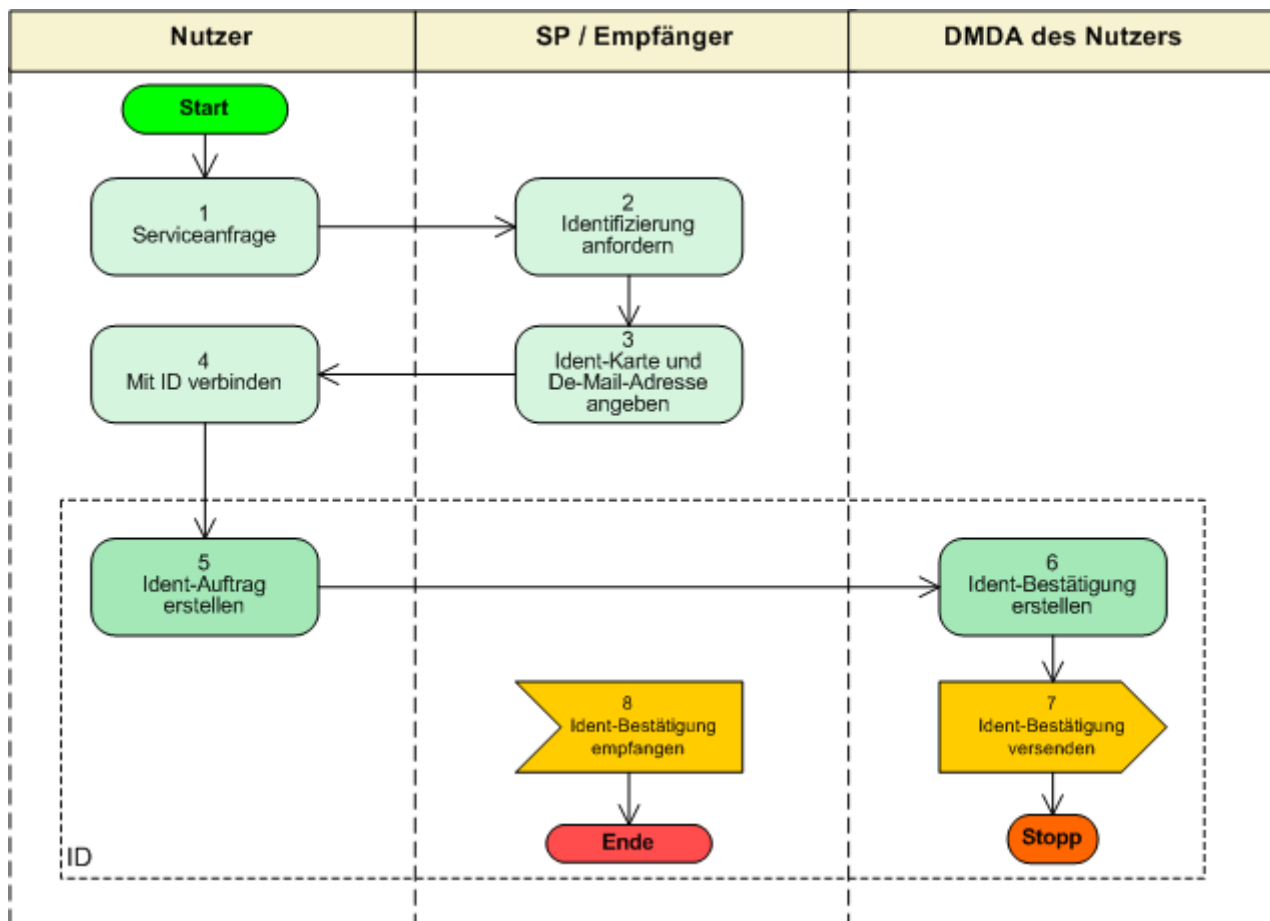 Nutzer
SP / Empfänger
DMDA des Nutzers
Start
1
Serviceanfrage
2
Identifizierung
anfordern
3
Ident-Karte und
De-Mail-Adresse
angeben
4
Mit ID verbinden
5
Ident-Auftrag
erstellen
6
Ident-Bestätigung
erstellen
7
Ident-Bestätigung
versenden
8
Ident-Bestätigung
empfangen
Ende
Stopp
ID